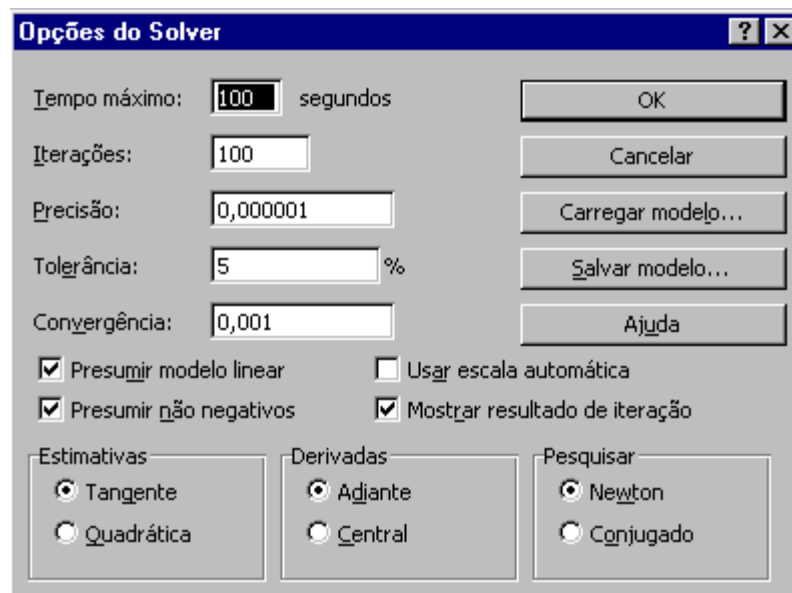 Opções do Solver
Tempo máximo: 100 segundos OK
Iterações: 100 Cancelar
Precisão: 0,000001 Carregar modelo...
Tolerância: 5 % Salvar modelo...
Convergência: 0,001 Ajuda
Presumir modelo linear Usar escala automática
Presumir não negativos Mostrar resultado de iteração
Estimativas Derivadas Pesquisar
Tangente Adiante Newton
Quadrática Central Conjugado